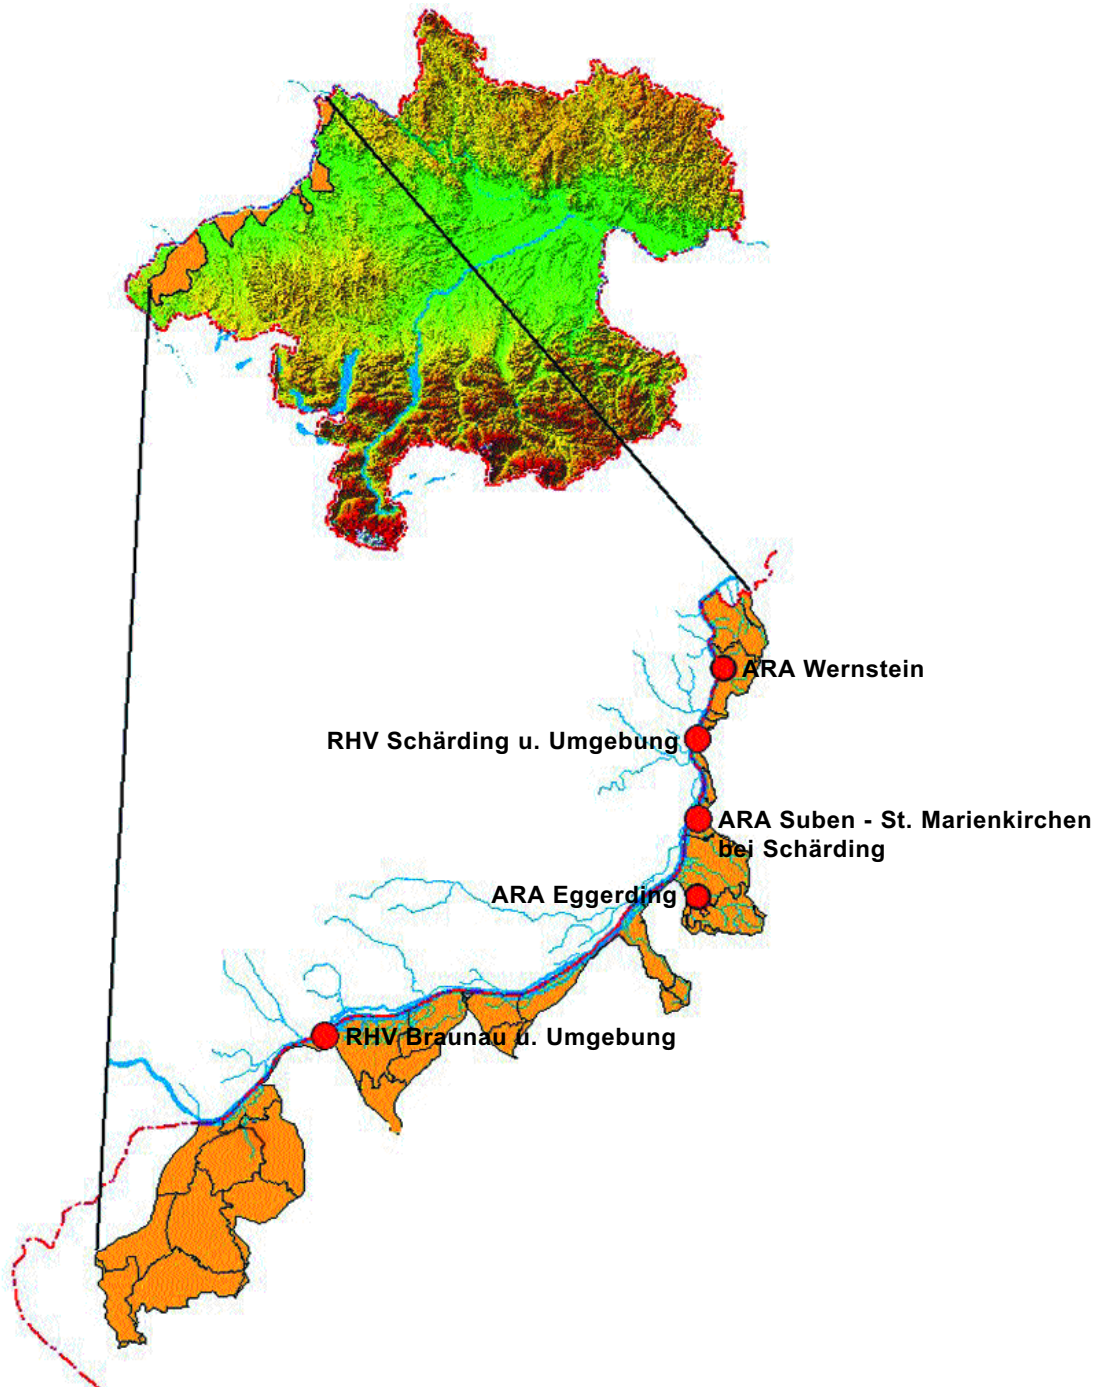 ARA Wernstein
RHV Schärding u. Umgebung
ARA Suben - St. Marienkirchen
bei Schärding
ARA Eggerding
RHV Braunau u. Umgebung